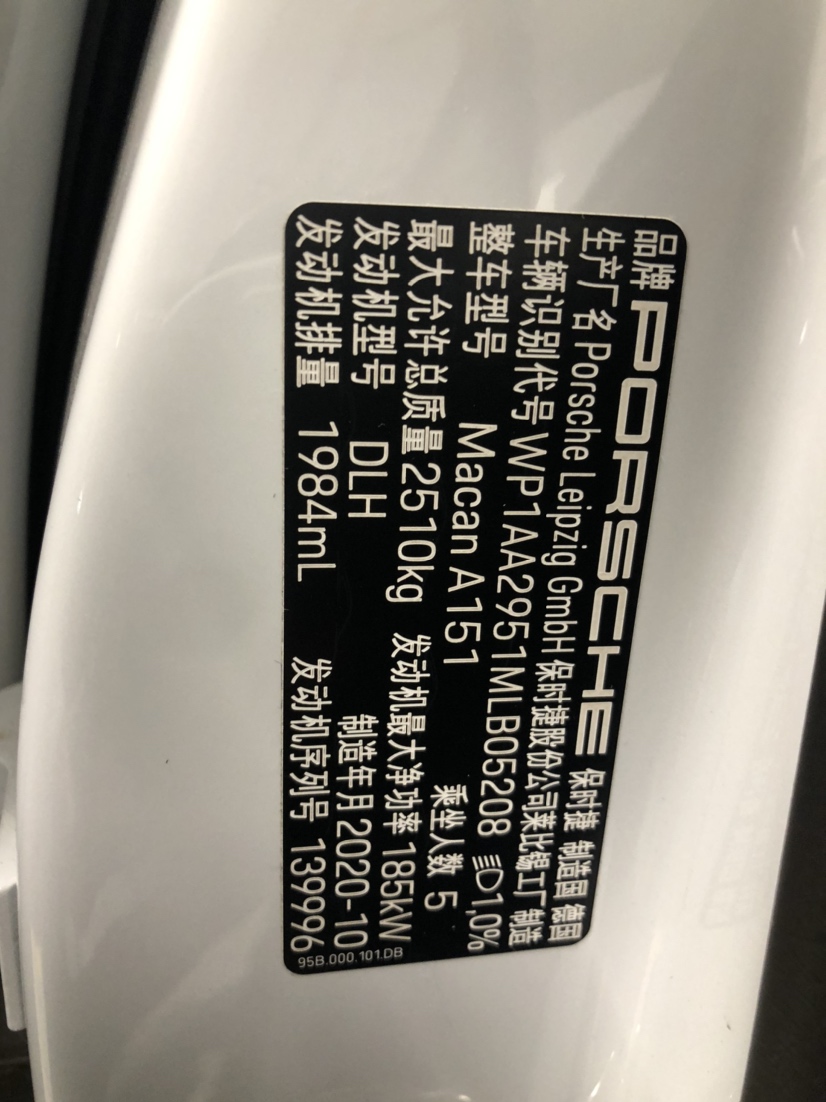 品牌 PORSCHE 保时捷 制造国 德国
生产厂名 Porsche Leipzig GmbH 保时捷股份公司莱比锡工厂 制造
车辆识别代号 WP1AA2951MLB05208 1,0%
整车型号 Macan A151 乘坐人数 5
最大允许总质量 2510kg 发动机最大净功率 185kW
发动机型号 DLH 制造年月 2020-10
发动机排量 1984mL 发动机序列号 139996
95B.000.101.DB